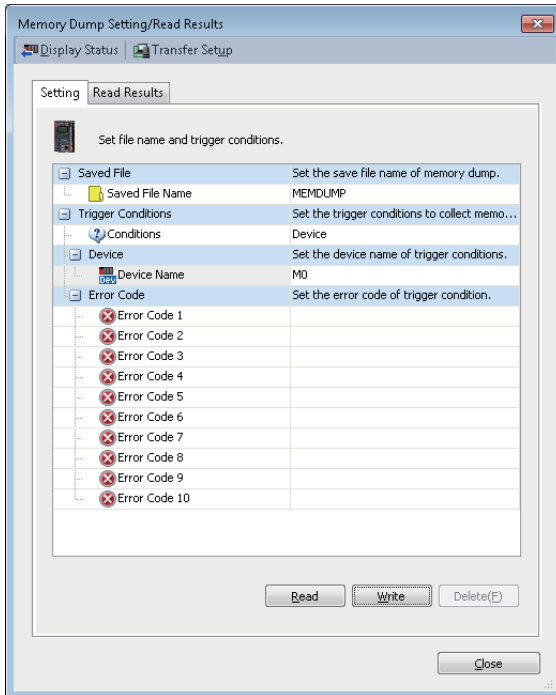 Memory Dump Setting/Read Results
Display Status Transfer Setup
Setting Read Results
Set file name and trigger conditions.
Saved File Set the save file name of memory dump.
Saved File Name MEMDUMP
Trigger Conditions Set the trigger conditions to collect memo...
Conditions Device
Device Set the device name of trigger conditions.
Dev Device Name M0
Error Code Set the error code of trigger condition.
Error Code 1
Error Code 2
Error Code 3
Error Code 4
Error Code 5
Error Code 6
Error Code 7
Error Code 8
Error Code 9
Error Code 10
Read Write Delete(F)
Close